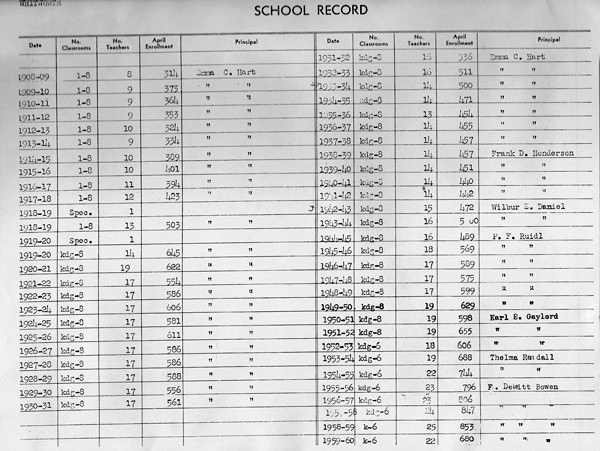 SCHOOL RECORD
Date No. Classrooms No. Teachers April Enrollment Principal
1908-09 1-8 8 314 Emma C. Hart
1909-10 1-8 9 373 " "
1910-11 1-8 9 364 " "
1911-12 1-8 9 353 " "
1912-13 1-8 10 324 " "
1913-14 1-8 9 334 " "
1914-15 1-8 10 389 " "
1915-16 1-8 10 401 " "
1916-17 1-8 11 394 " "
1917-18 1-8 12 423 " "
1918-19 Spec. 1
1918-19 1-8 13 503 " "
1919-20 Spec. 1
1919-20 kdg-8 14 645 " "
1920-21 kdg-8 19 622 " "
1921-22 kdg-8 17 554 " "
1922-23 kdg-8 17 586 " "
1923-24 kdg-8 17 606 " "
1924-25 kdg-8 17 581 " "
1925-26 kdg-8 17 611 " "
1926-27 kdg-8 17 586 " "
1927-28 kdg-8 17 586 " "
1928-29 kdg-8 17 588 " "
1929-30 kdg-8 17 556 " "
1930-31 kdg-8 17 561 " "
Date No. Classrooms No. Teachers April Enrollment Principal
1931-32 kdg-8 16 536 Emma C. Hart
1932-33 kdg-8 16 511 " "
kdg-8 14 500 " "
1934-35 kdg-8 14 471 " "
1935-36 kdg-8 13 454 " "
1936-37 kdg-8 14 455 " "
1937-38 kdg-8 14 457 " "
1938-39 kdg-8 14 457 Frank D. Henderson
1939-40 kdg-8 14 451 " "
1940-41 kdg-8 14 440 " "
kdg-8 14 442 " "
1942-43 kdg-8 15 472 Wilbur E. Daniel
1943-44 kdg-8 16 500 " "
1944-45 kdg-8 16 489 P. F. Ruidl
1945-46 kdg-8 18 569 " "
1946-47 kdg-8 17 589 " "
1947-48 kdg-8 17 575 " "
1948-49 kdg-8 17 599 " "
1949-50 kdg-8 19 629 " "
1950-51 kdg-8 19 598 Karl E. Gaylord
1951-52 kdg-8 19 655 " "
1952-53 kdg-6 18 606 " "
1953-54 kdg-6 19 688 Thelma Randall
1954-55 kdg-6 22 744 " "
1955-56 kdg-6 23 796 F. DeWitt Bowen
1956-57 kdg-6 23 806
kdg-6 24 847
1958-59 k-6 25 853 " " "
1959-60 k-6 22 680 " " "